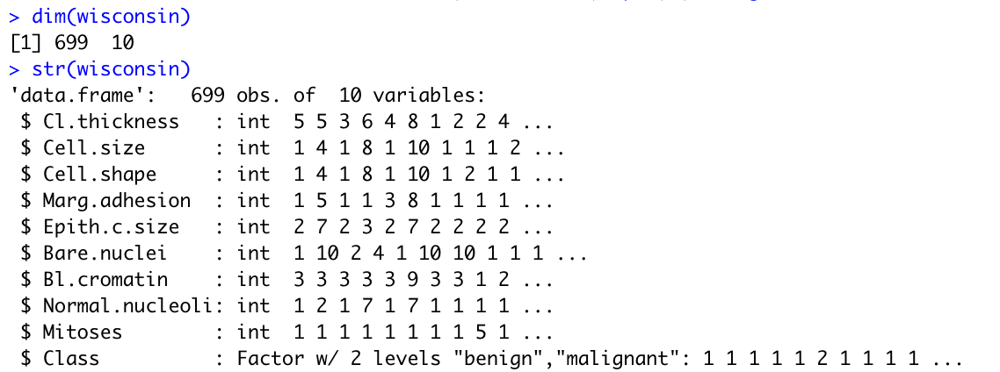 > dim(wisconsin)
[1] 699  10
> str(wisconsin)
'data.frame':   699 obs. of  10 variables:
 $ Cl.thickness   : int  5 5 3 6 4 8 1 2 2 4 ...
 $ Cell.size      : int  1 4 1 8 1 10 1 1 1 2 ...
 $ Cell.shape     : int  1 4 1 8 1 10 1 2 1 1 ...
 $ Marg.adhesion  : int  1 5 1 1 3 8 1 1 1 1 ...
 $ Epith.c.size   : int  2 7 2 3 2 7 2 2 2 2 ...
 $ Bare.nuclei    : int  1 10 2 4 1 10 10 1 1 1 ...
 $ Bl.cromatin    : int  3 3 3 3 3 9 3 3 1 2 ...
 $ Normal.nucleoli: int  1 2 1 7 1 7 1 1 1 1 ...
 $ Mitoses        : int  1 1 1 1 1 1 1 1 5 1 ...
 $ Class          : Factor w/ 2 levels "benign","malignant": 1 1 1 1 1 2 1 1 1 1 ...